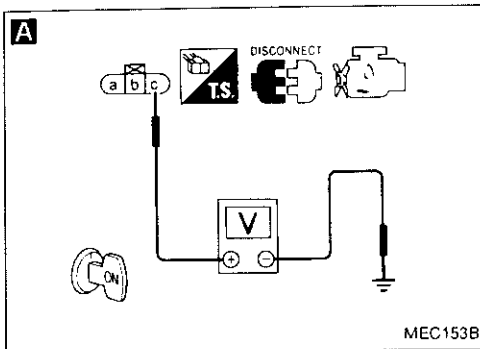 A
DISCONNECT
a b c
T.S.
V
+ −
ON
MEC153B